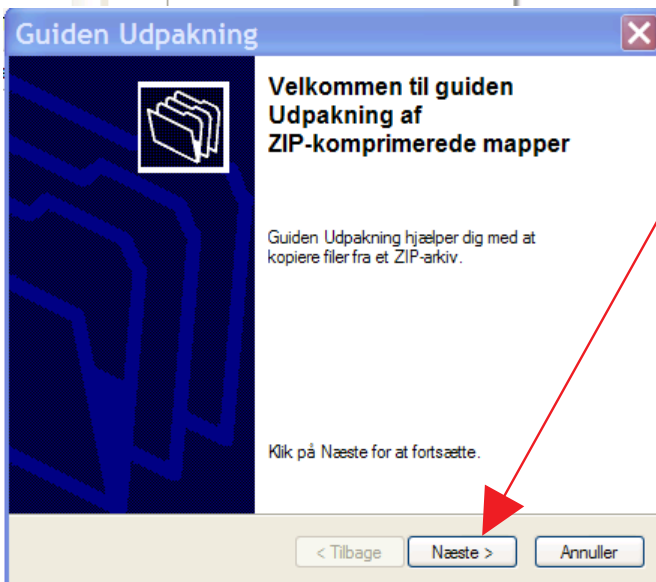 Guiden Udpakning
Velkommen til guiden
Udpakning af
ZIP-komprimerede mapper
Guiden Udpakning hjælper dig med at
kopiere filer fra et ZIP-arkiv.
Klik på Næste for at fortsætte.
< Tilbage Næste > Annuller